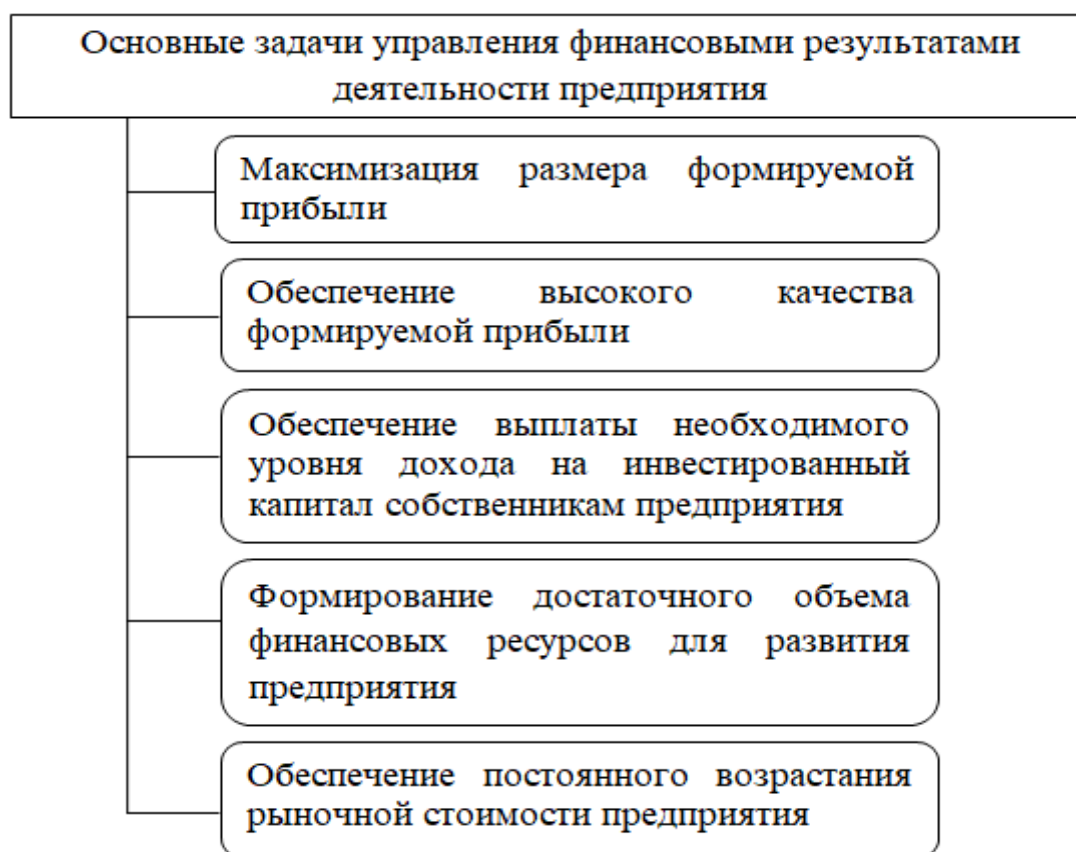 Основные задачи управления финансовыми результатами
деятельности предприятия
Максимизация размера формируемой
прибыли
Обеспечение высокого качества
формируемой прибыли
Обеспечение выплаты необходимого
уровня дохода на инвестированный
капитал собственникам предприятия
Формирование достаточного объема
финансовых ресурсов для развития
предприятия
Обеспечение постоянного возрастания
рыночной стоимости предприятия